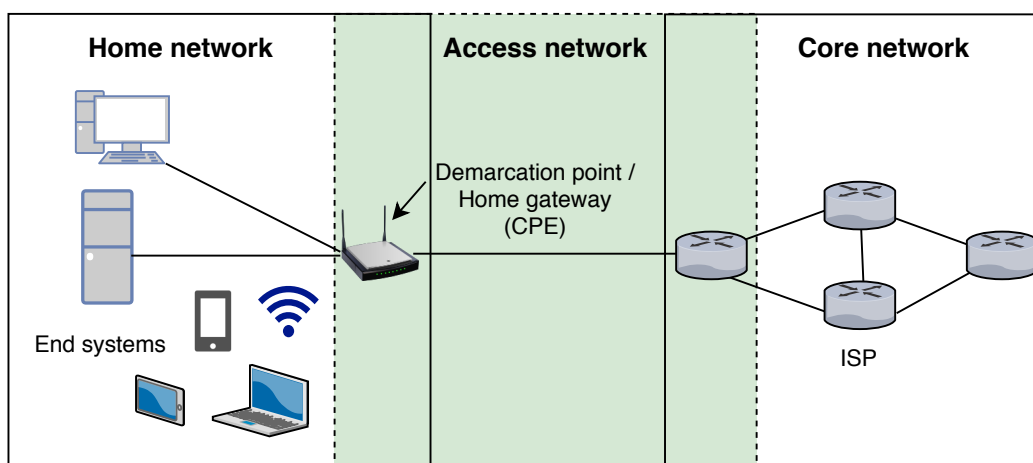 Home network
Access network
Core network
Demarcation point /
Home gateway
(CPE)
End systems
ISP